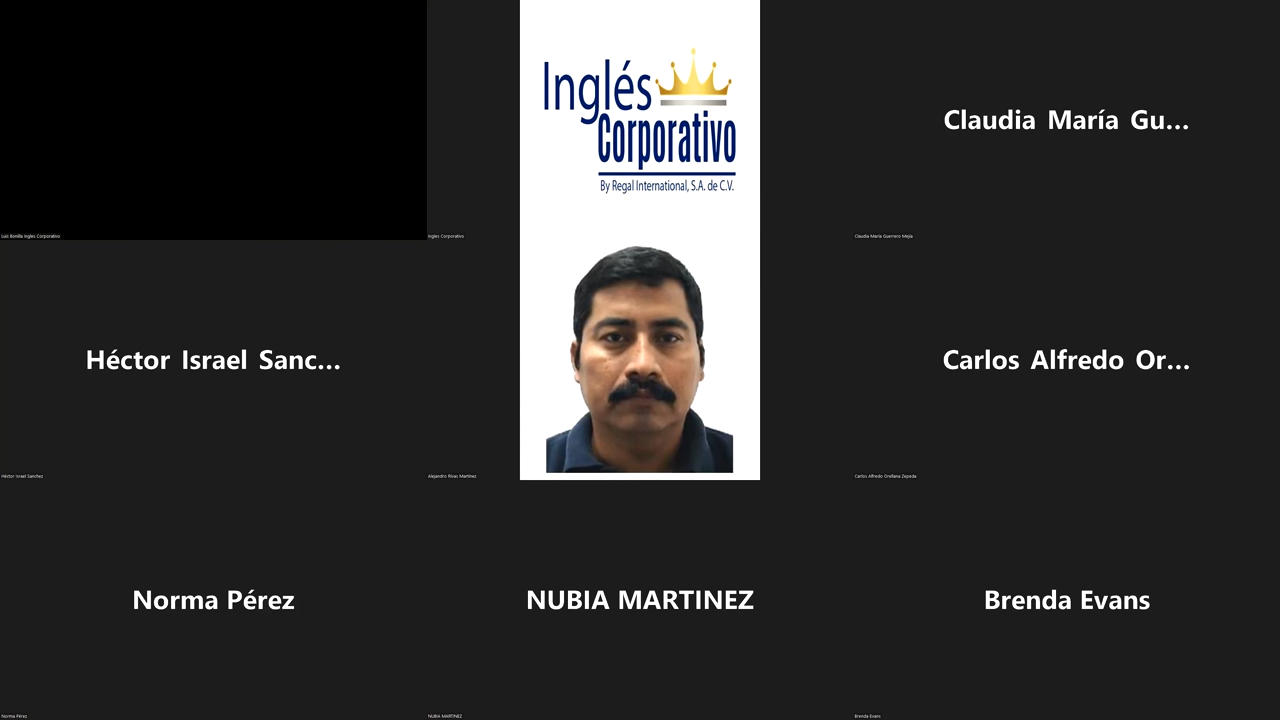 Inglés
Corporativo
By Regal International, S.A. de C.V.
Claudia María Gu...
Luis Bonilla Ingles Corporativo
Ingles Corporativo
Claudia María Guerrero Mejía
Héctor Israel Sanc...
Carlos Alfredo Or...
Héctor Israel Sanchez
Alejandro Rivas Martínez
Carlos Alfredo Orellana Zepeda
Norma Pérez
NUBIA MARTINEZ
Brenda Evans
Norma Pérez
NUBIA MARTINEZ
Brenda Evans